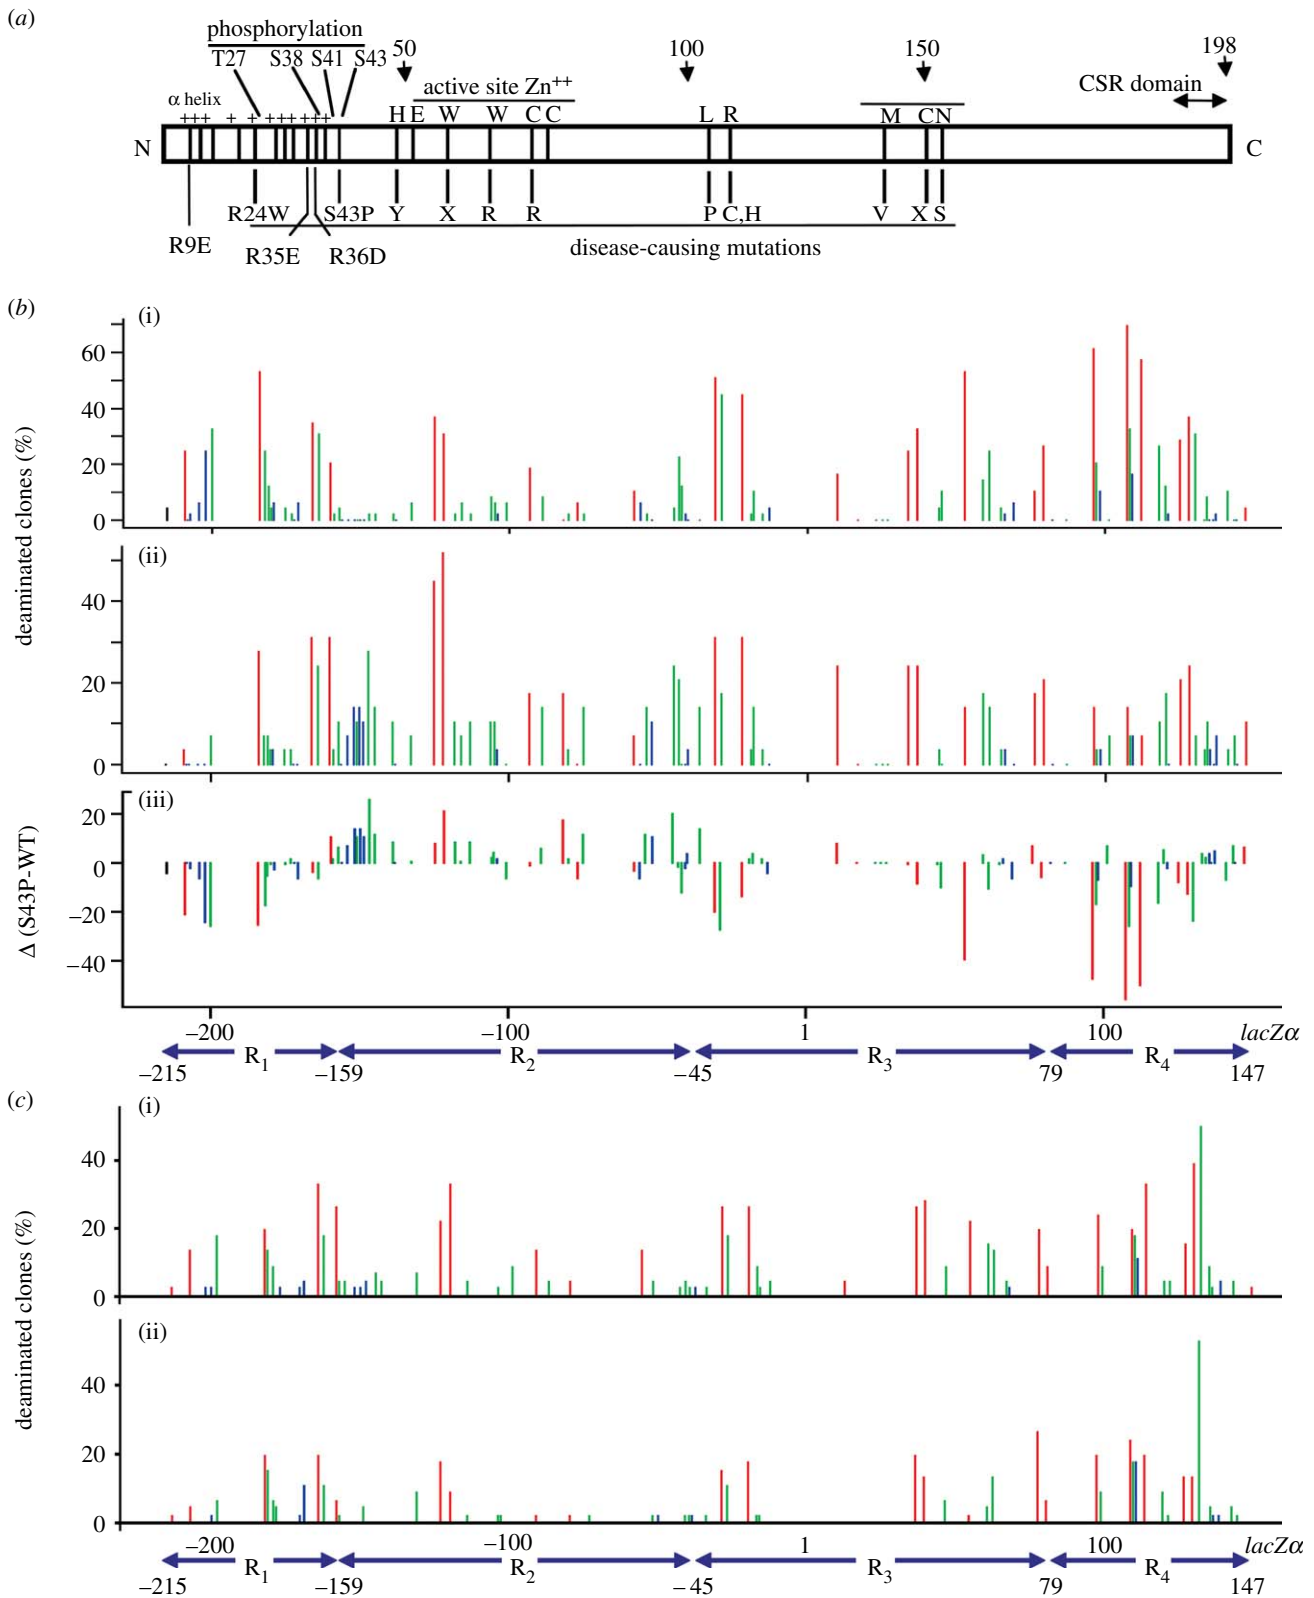 (a)
phosphorylation
T27 S38 S41 S43 50 100 150 198
active site Zn++ CSR domain
α helix
+++ + + +++ +++ H E W W C C L R M C N
N C
R24W S43P Y X R R P C,H V X S
R9E R35E R36D disease-causing mutations
(b)
(i)
60
40
20
0
deaminated clones (%)
(ii)
40
20
0
(iii)
20
0
−20
−40
Δ (S43P-WT)
−200 −100 1 100 lacZα
R1 R2 R3 R4
−215 −159 −45 79 147
(c)
(i)
40
20
0
deaminated clones (%)
(ii)
40
20
0
−200 −100 1 100 lacZα
R1 R2 R3 R4
−215 −159 −45 79 147